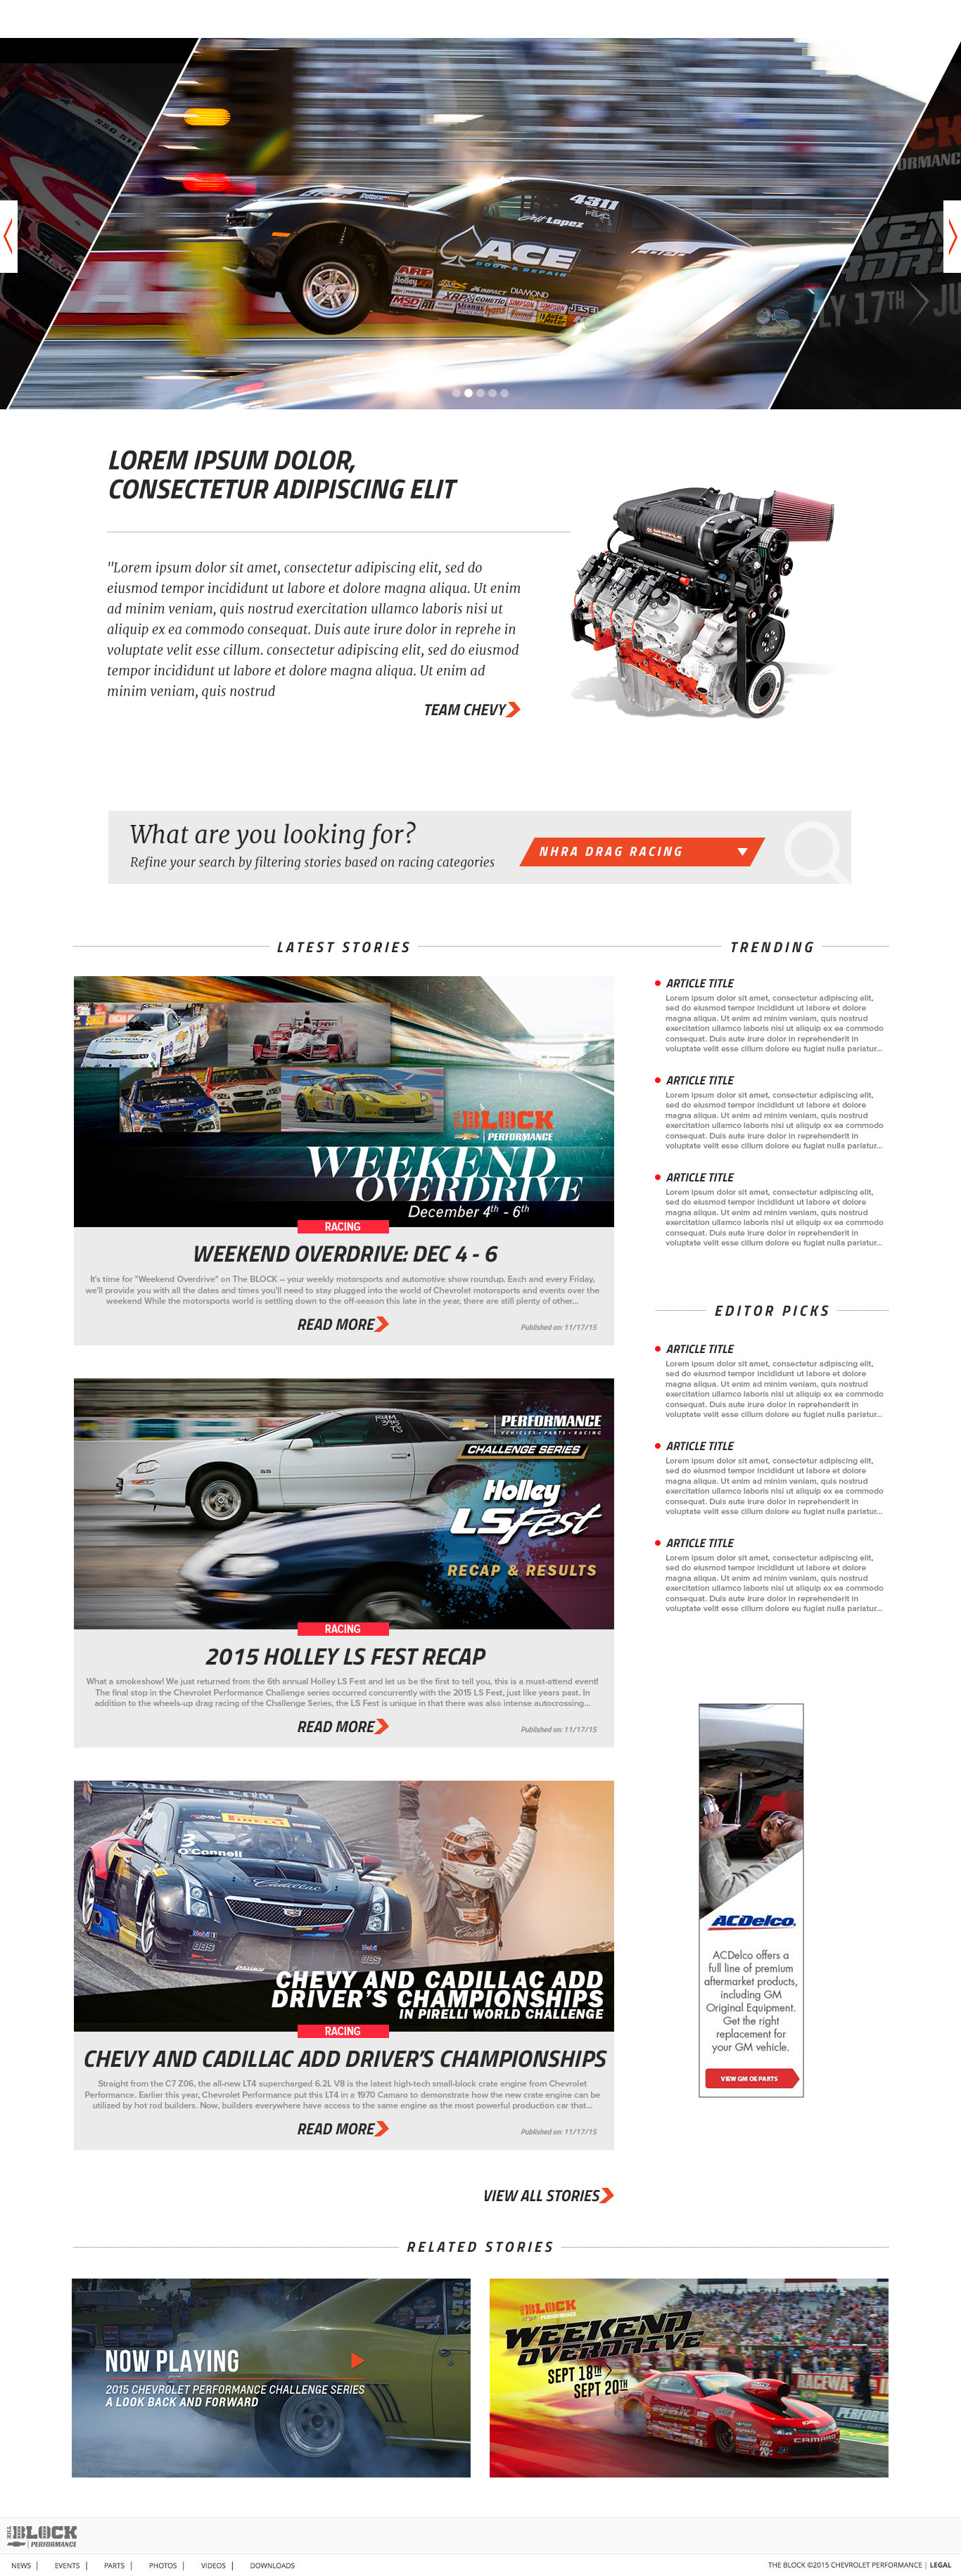 4311
Jeff Lopez
ACE
DOOR & REPAIR
ARP
Holley
MSD
ATI
DIAMOND
XRP
COMETIC
SIMPSON
SIMPSON
JESEL
17TH
LOREM IPSUM DOLOR,
CONSECTETUR ADIPISCING ELIT
"Lorem ipsum dolor sit amet, consectetur adipiscing elit, sed do
eiusmod tempor incididunt ut labore et dolore magna aliqua. Ut enim
ad minim veniam, quis nostrud exercitation ullamco laboris nisi ut
aliquip ex ea commodo consequat. Duis aute irure dolor in reprehe in
voluptate velit esse cillum. consectetur adipiscing elit, sed do eiusmod
tempor incididunt ut labore et dolore magna aliqua. Ut enim ad
minim veniam, quis nostrud
TEAM CHEVY
What are you looking for?
Refine your search by filtering stories based on racing categories
NHRA DRAG RACING
LATEST STORIES
THE BLOCK
PERFORMANCE
WEEKEND
OVERDRIVE
December 4th - 6th
RACING
WEEKEND OVERDRIVE: DEC 4 - 6
It's time for "Weekend Overdrive" on The BLOCK – your weekly motorsports and automotive show roundup. Each and every Friday,
we'll provide you with all the dates and times you'll need to stay plugged into the world of Chevrolet motorsports and events over the
weekend While the motorsports world is settling down to the off-season this late in the year, there are still plenty of other...
READ MORE
Published on: 11/17/15
SS
PERFORMANCE
VEHICLES • PARTS • RACING
CHALLENGE SERIES
Holley
LS Fest
RECAP & RESULTS
RACING
2015 HOLLEY LS FEST RECAP
What a smokeshow! We just returned from the 6th annual Holley LS Fest and let us be the first to tell you, this is a must-attend event!
The final stop in the Chevrolet Performance Challenge series occurred concurrently with the 2015 LS Fest, just like years past. In
addition to the wheels-up drag racing of the Challenge Series, the LS Fest is unique in that there was also intense autocrossing...
READ MORE
Published on: 11/17/15
CADILLAC.COM
PIRELLI
3
O'Connell
Cadillac
Mobil 1
BBS
Mobil
BBS
Cadillac
CHEVY AND CADILLAC ADD
DRIVER'S CHAMPIONSHIPS
IN PIRELLI WORLD CHALLENGE
RACING
CHEVY AND CADILLAC ADD DRIVER'S CHAMPIONSHIPS
Straight from the C7 Z06, the all-new LT4 supercharged 6.2L V8 is the latest high-tech small-block crate engine from Chevrolet
Performance. Earlier this year, Chevrolet Performance put this LT4 in a 1970 Camaro to demonstrate how the new crate engine can be
utilized by hot rod builders. Now, builders everywhere have access to the same engine as the most powerful production car that...
READ MORE
Published on: 11/17/15
VIEW ALL STORIES
TRENDING
ARTICLE TITLE
Lorem ipsum dolor sit amet, consectetur adipiscing elit,
sed do eiusmod tempor incididunt ut labore et dolore
magna aliqua. Ut enim ad minim veniam, quis nostrud
exercitation ullamco laboris nisi ut aliquip ex ea commodo
consequat. Duis aute irure dolor in reprehenderit in
voluptate velit esse cillum dolore eu fugiat nulla pariatur...
ARTICLE TITLE
Lorem ipsum dolor sit amet, consectetur adipiscing elit,
sed do eiusmod tempor incididunt ut labore et dolore
magna aliqua. Ut enim ad minim veniam, quis nostrud
exercitation ullamco laboris nisi ut aliquip ex ea commodo
consequat. Duis aute irure dolor in reprehenderit in
voluptate velit esse cillum dolore eu fugiat nulla pariatur...
ARTICLE TITLE
Lorem ipsum dolor sit amet, consectetur adipiscing elit,
sed do eiusmod tempor incididunt ut labore et dolore
magna aliqua. Ut enim ad minim veniam, quis nostrud
exercitation ullamco laboris nisi ut aliquip ex ea commodo
consequat. Duis aute irure dolor in reprehenderit in
voluptate velit esse cillum dolore eu fugiat nulla pariatur...
EDITOR PICKS
ARTICLE TITLE
Lorem ipsum dolor sit amet, consectetur adipiscing elit,
sed do eiusmod tempor incididunt ut labore et dolore
magna aliqua. Ut enim ad minim veniam, quis nostrud
exercitation ullamco laboris nisi ut aliquip ex ea commodo
consequat. Duis aute irure dolor in reprehenderit in
voluptate velit esse cillum dolore eu fugiat nulla pariatur...
ARTICLE TITLE
Lorem ipsum dolor sit amet, consectetur adipiscing elit,
sed do eiusmod tempor incididunt ut labore et dolore
magna aliqua. Ut enim ad minim veniam, quis nostrud
exercitation ullamco laboris nisi ut aliquip ex ea commodo
consequat. Duis aute irure dolor in reprehenderit in
voluptate velit esse cillum dolore eu fugiat nulla pariatur...
ARTICLE TITLE
Lorem ipsum dolor sit amet, consectetur adipiscing elit,
sed do eiusmod tempor incididunt ut labore et dolore
magna aliqua. Ut enim ad minim veniam, quis nostrud
exercitation ullamco laboris nisi ut aliquip ex ea commodo
consequat. Duis aute irure dolor in reprehenderit in
voluptate velit esse cillum dolore eu fugiat nulla pariatur...
ACDelco.
ACDelco offers a
full line of premium
aftermarket products,
including GM
Original Equipment.
Get the right
replacement for
your GM vehicle.
VIEW GM OE PARTS
RELATED STORIES
NOW PLAYING
2015 CHEVROLET PERFORMANCE CHALLENGE SERIES
A LOOK BACK AND FORWARD
THE BLOCK
PERFORMANCE
WEEKEND
OVERDRIVE
SEPT 18TH
SEPT 20TH
RACEWA
CAMARO
THE BLOCK
PERFORMANCE
NEWS | EVENTS | PARTS | PHOTOS | VIDEOS | DOWNLOADS
THE BLOCK ©2015 CHEVROLET PERFORMANCE | LEGAL